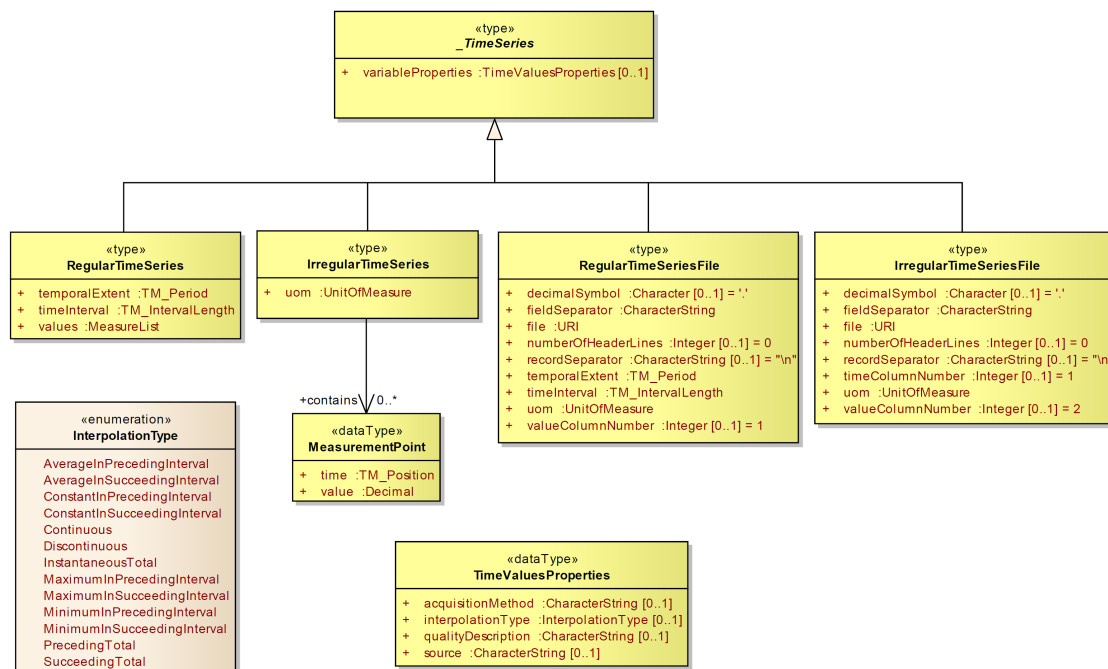 «type»
_TimeSeries
+ variableProperties :TimeValuesProperties [0..1]
«type»
RegularTimeSeries
+ temporalExtent :TM_Period
+ timeInterval :TM_IntervalLength
+ values :MeasureList
«type»
IrregularTimeSeries
+ uom :UnitOfMeasure
«type»
RegularTimeSeriesFile
+ decimalSymbol :Character [0..1] = '.'
+ fieldSeparator :CharacterString
+ file :URI
+ numberOfHeaderLines :Integer [0..1] = 0
+ recordSeparator :CharacterString [0..1] = "\n"
+ temporalExtent :TM_Period
+ timeInterval :TM_IntervalLength
+ uom :UnitOfMeasure
+ valueColumnNumber :Integer [0..1] = 1
«type»
IrregularTimeSeriesFile
+ decimalSymbol :Character [0..1] = '.'
+ fieldSeparator :CharacterString
+ file :URI
+ numberOfHeaderLines :Integer [0..1] = 0
+ recordSeparator :CharacterString [0..1] = "\n
+ timeColumnNumber :Integer [0..1] = 1
+ uom :UnitOfMeasure
+ valueColumnNumber :Integer [0..1] = 2
+contains 0..*
«dataType»
MeasurementPoint
+ time :TM_Position
+ value :Decimal
«enumeration»
InterpolationType
AverageInPrecedingInterval
AverageInSucceedingInterval
ConstantInPrecedingInterval
ConstantInSucceedingInterval
Continuous
Discontinuous
InstantaneousTotal
MaximumInPrecedingInterval
MaximumInSucceedingInterval
MinimumInPrecedingInterval
MinimumInSucceedingInterval
PrecedingTotal
SucceedingTotal
«dataType»
TimeValuesProperties
+ acquisitionMethod :CharacterString [0..1]
+ interpolationType :InterpolationType [0..1]
+ qualityDescription :CharacterString [0..1]
+ source :CharacterString [0..1]